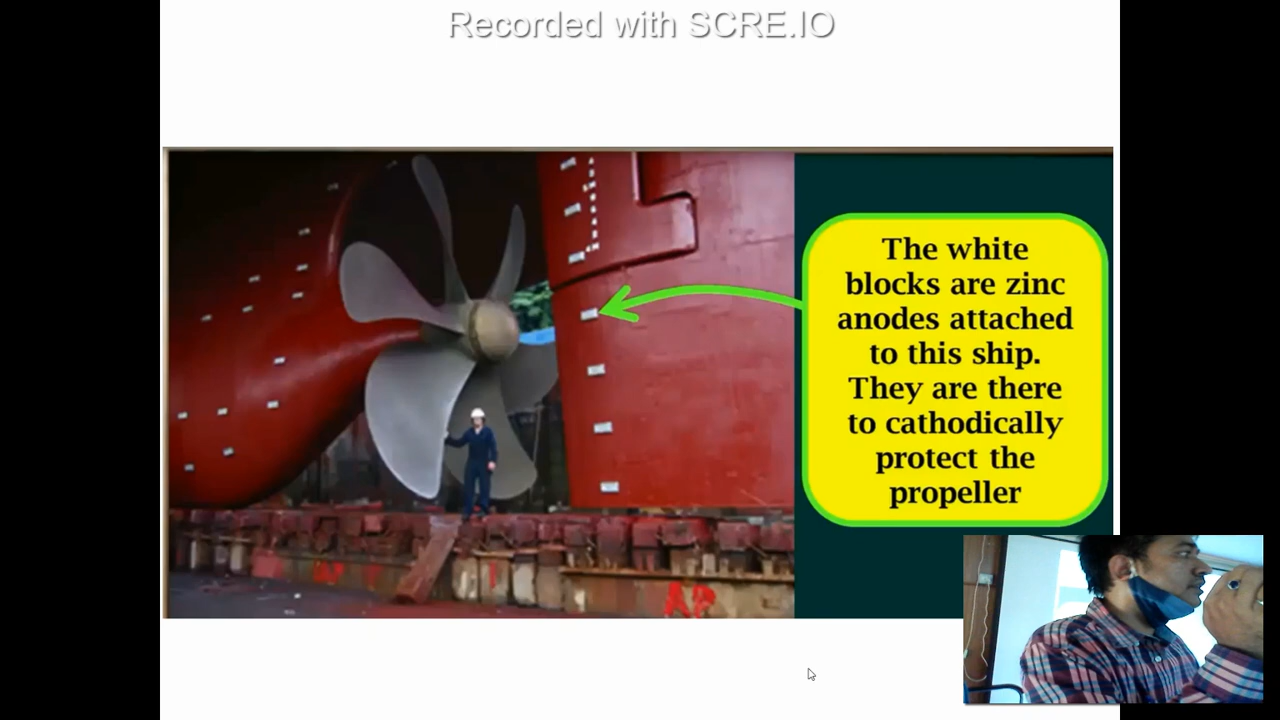 Recorded with SCRE.IO
The white
blocks are zinc
anodes attached
to this ship.
They are there
to cathodically
protect the
propeller